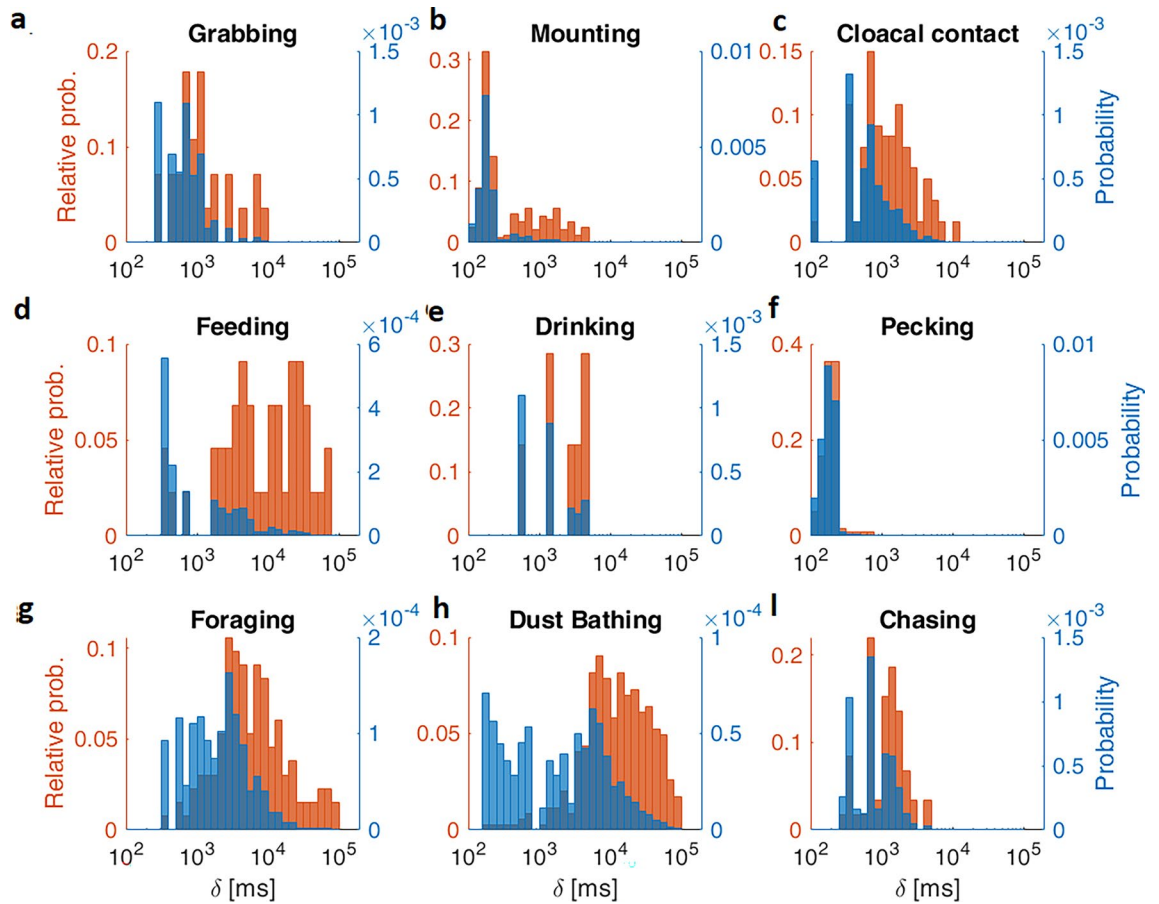 a b c
Grabbing ×10⁻³ Mounting Cloacal contact ×10⁻³
Relative prob. 0.2 0.1 0 1.5 1 0.5 0
0.3 0.2 0.1 0 0.01 0.005 0
0.15 0.1 0.05 0 1.5 1 0.5 0 Probability
10² 10³ 10⁴ 10⁵ 10² 10³ 10⁴ 10⁵ 10² 10³ 10⁴ 10⁵
d e f
Feeding ×10⁻⁴ Drinking ×10⁻³ Pecking
Relative prob. 0.1 0.05 0 6 4 2 0
0.3 0.2 0.1 0 1.5 1 0.5 0
0.4 0.2 0 0.01 0.005 0 Probability
10² 10³ 10⁴ 10⁵ 10² 10³ 10⁴ 10⁵ 10² 10³ 10⁴ 10⁵
g h l
Foraging ×10⁻⁴ Dust Bathing ×10⁻⁴ Chasing ×10⁻³
Relative prob. 0.1 0.05 0 2 1 0
0.1 0.05 0 1 0.5 0
0.2 0.1 0 1.5 1 0.5 0 Probability
10² 10³ 10⁴ 10⁵ 10² 10³ 10⁴ 10⁵ 10² 10³ 10⁴ 10⁵
δ [ms] δ [ms] δ [ms]